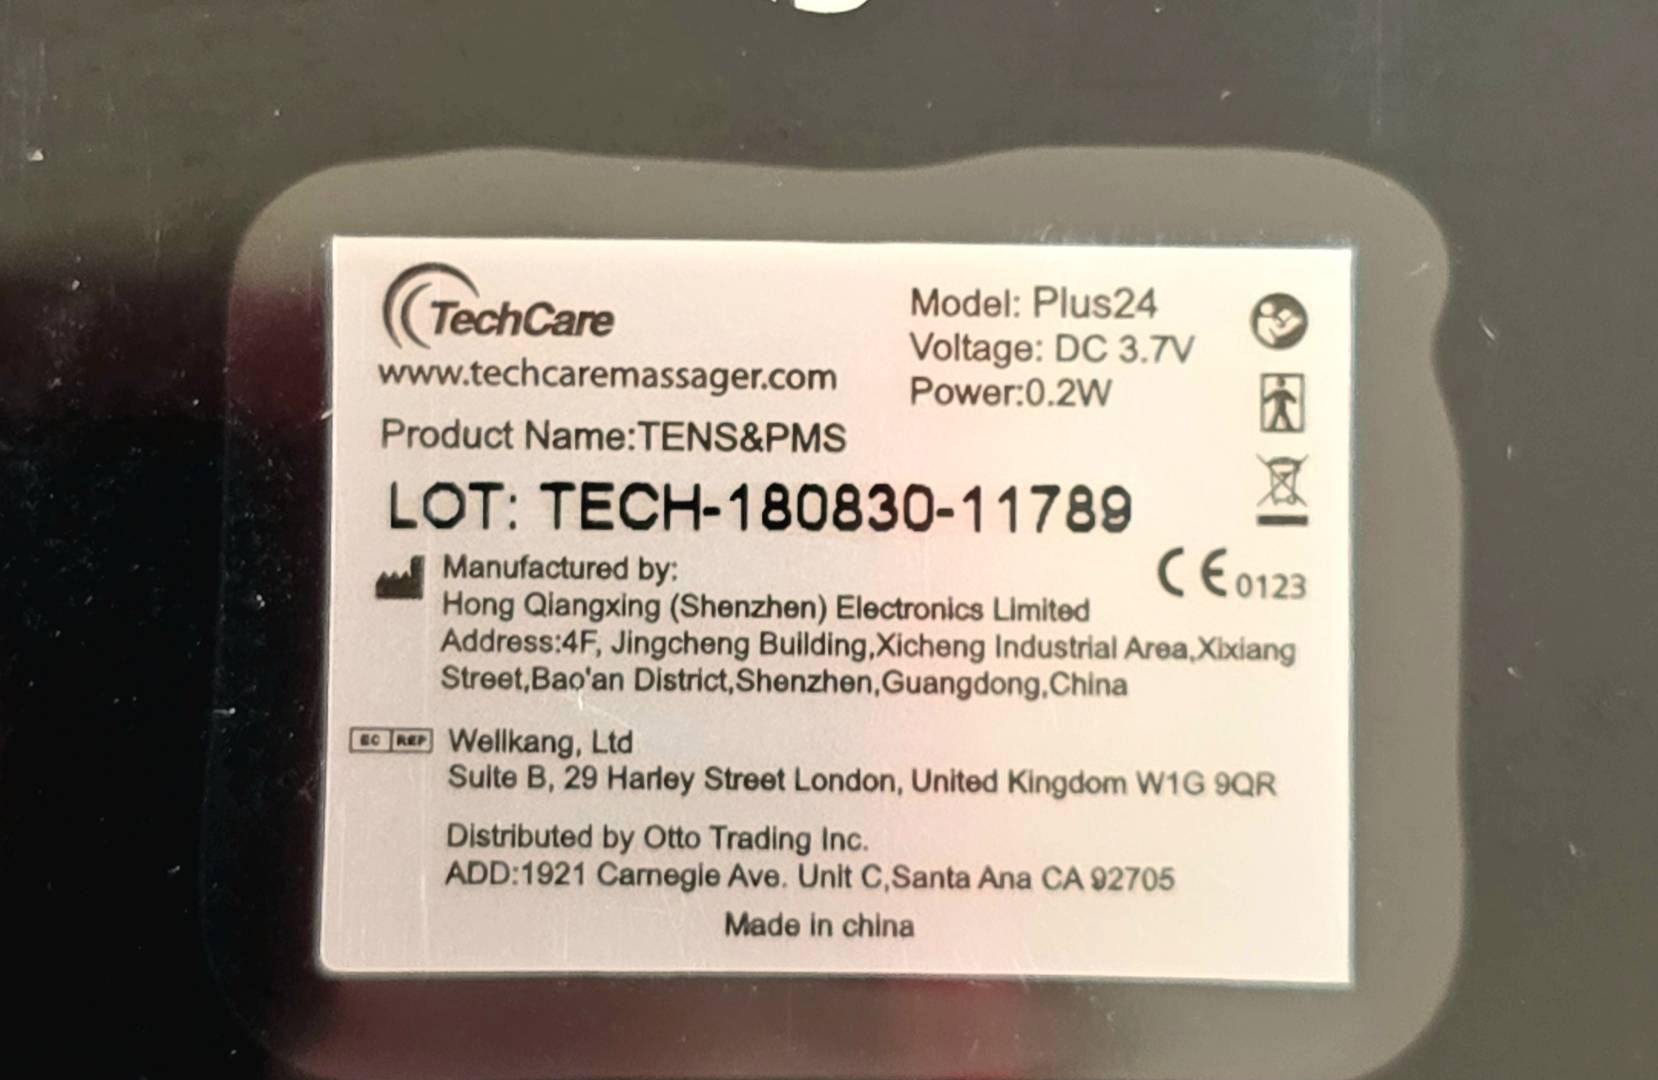 TechCare
www.techcaremassager.com
Model: Plus24
Voltage: DC 3.7V
Power:0.2W
Product Name:TENS&PMS
LOT: TECH-180830-11789
Manufactured by:
CE 0123
Hong Qiangxing (Shenzhen) Electronics Limited
Address:4F, Jingcheng Building,Xicheng Industrial Area,Xixiang
Street,Bao'an District,Shenzhen,Guangdong,China
EC REP Wellkang, Ltd
Suite B, 29 Harley Street London, United Kingdom W1G 9QR
Distributed by Otto Trading Inc.
ADD:1921 Carnegie Ave. Unit C,Santa Ana CA 92705
Made in china